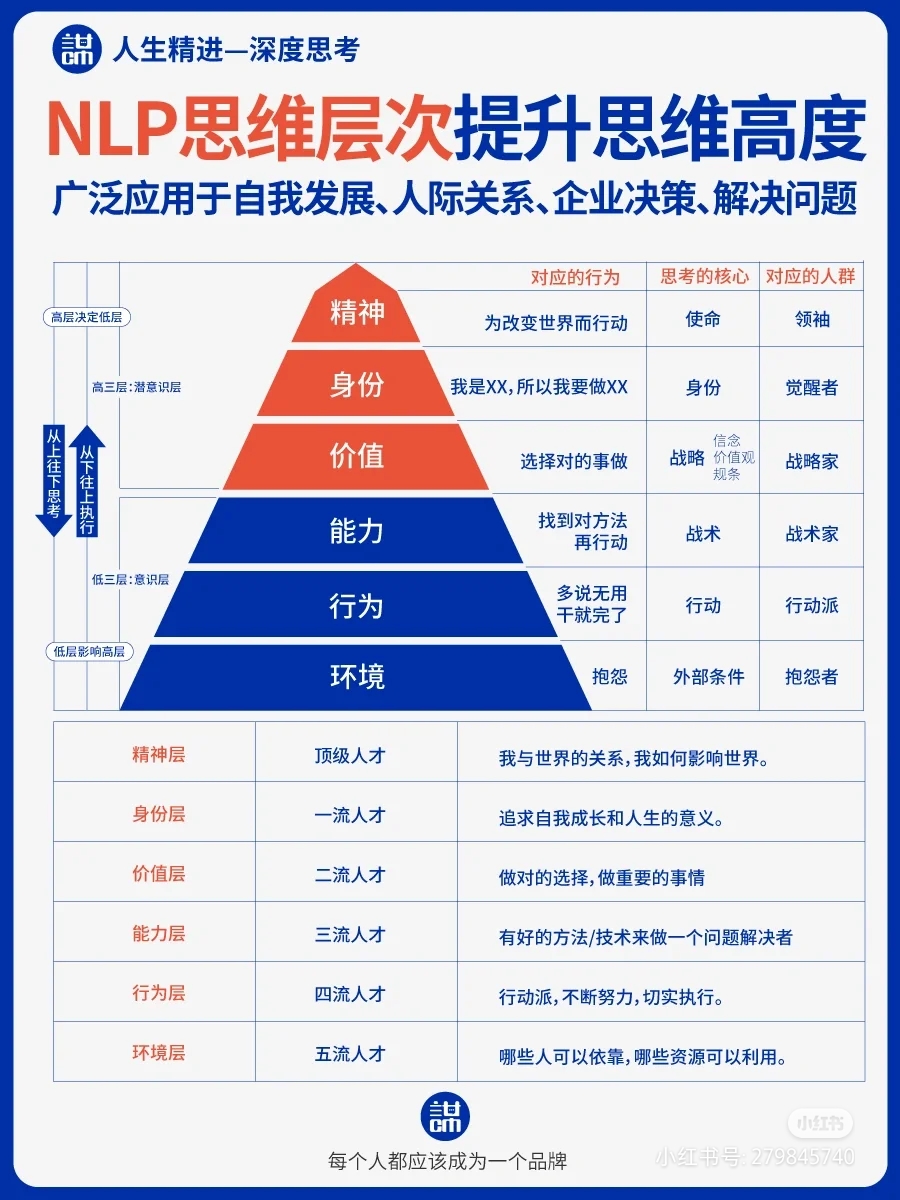 谋
cm
人生精进—深度思考
NLP思维层次提升思维高度
广泛应用于自我发展、人际关系、企业决策、解决问题
对应的行为 思考的核心 对应的人群
高层决定低层
高三层:潜意识层
从上往下思考
从下往上执行
低三层:意识层
低层影响高层
精神 为改变世界而行动 使命 领袖
身份 我是XX,所以我要做XX 身份 觉醒者
价值 选择对的事做 战略 信念 价值观 规条 战略家
能力 找到对方法 再行动 战术 战术家
行为 多说无用 干就完了 行动 行动派
环境 抱怨 外部条件 抱怨者
精神层 顶级人才 我与世界的关系,我如何影响世界。
身份层 一流人才 追求自我成长和人生的意义。
价值层 二流人才 做对的选择,做重要的事情
能力层 三流人才 有好的方法/技术来做一个问题解决者
行为层 四流人才 行动派,不断努力,切实执行。
环境层 五流人才 哪些人可以依靠,哪些资源可以利用。
谋
cm
每个人都应该成为一个品牌
小红书
小红书号: 279845740